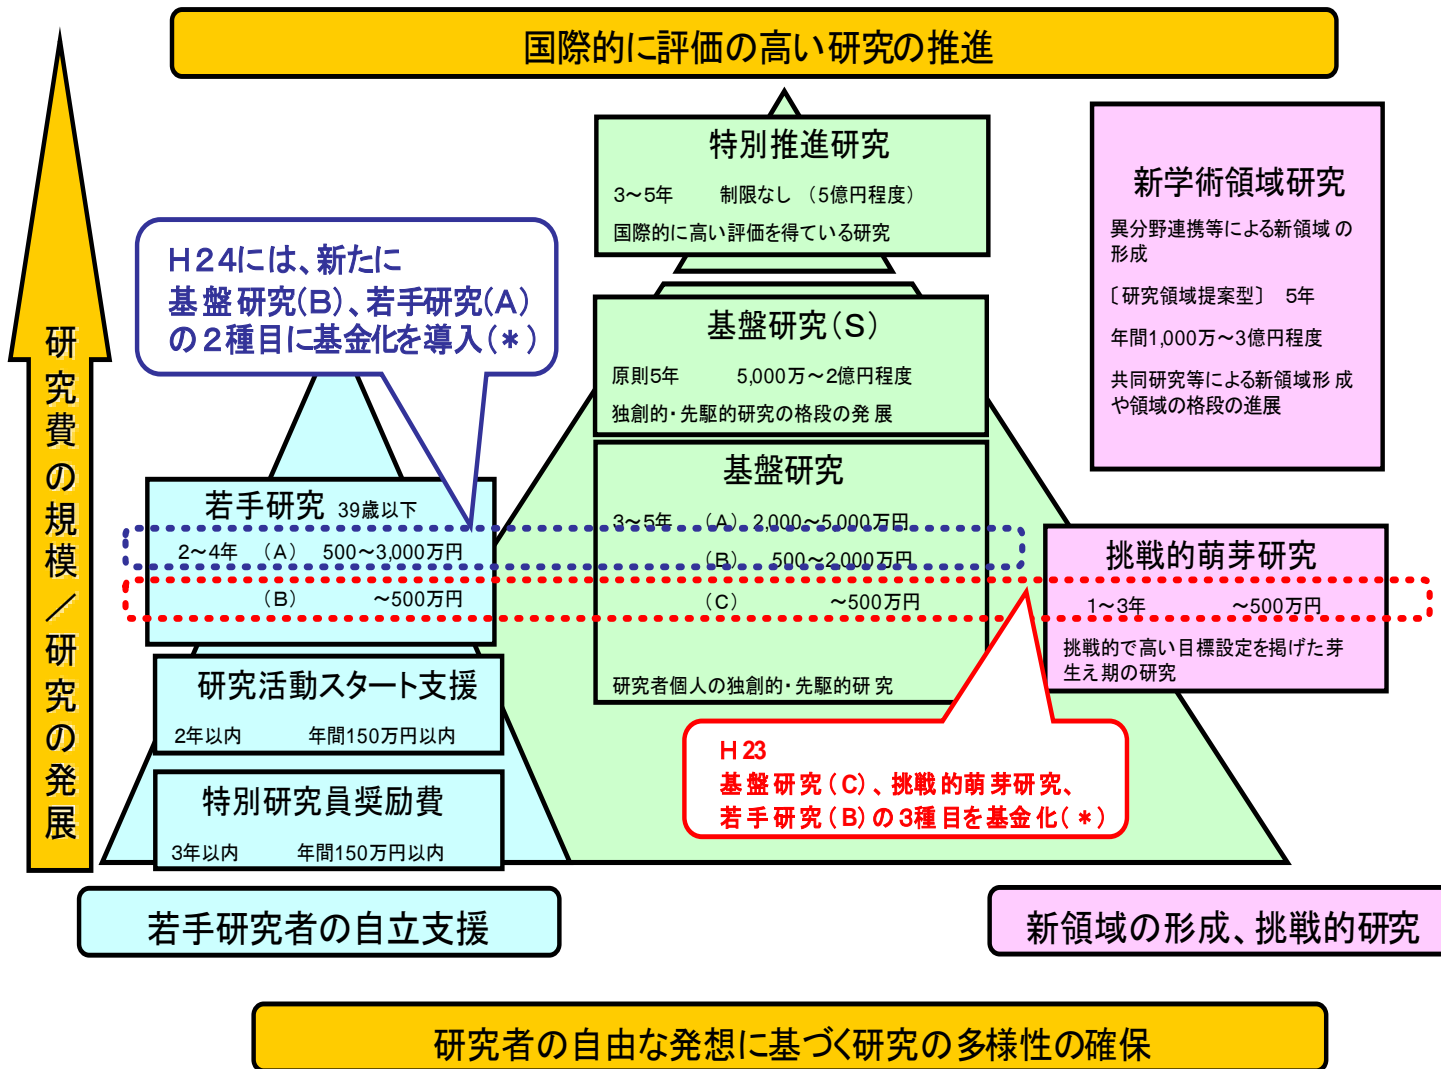 国際的に評価の高い研究の推進
研究費の規模／研究の発展
特別推進研究
3～5年 制限なし （5億円程度）
国際的に高い評価を得ている研究
新学術領域研究
異分野連携等による新領域の
形成
〔研究領域提案型〕 5年
年間1,000万～3億円程度
共同研究等による新領域形成
や領域の格段の進展
H24には、新たに
基盤研究(B)、若手研究(A)
の2種目に基金化を導入(＊)
基盤研究(S)
原則5年 5,000万～2億円程度
独創的・先駆的研究の格段の発展
基盤研究
3～5年 （A） 2,000～5,000万円
（B） 500～2,000万円
（C） ～500万円
研究者個人の独創的・先駆的研究
若手研究 39歳以下
2～4年 （A） 500～3,000万円
（B） ～500万円
挑戦的萌芽研究
1～3年 ～500万円
挑戦的で高い目標設定を掲げた芽
生え期の研究
研究活動スタート支援
2年以内 年間150万円以内
特別研究員奨励費
3年以内 年間150万円以内
H23
基盤研究(C)、挑戦的萌芽研究、
若手研究(B)の3種目を基金化(＊)
若手研究者の自立支援
新領域の形成、挑戦的研究
研究者の自由な発想に基づく研究の多様性の確保